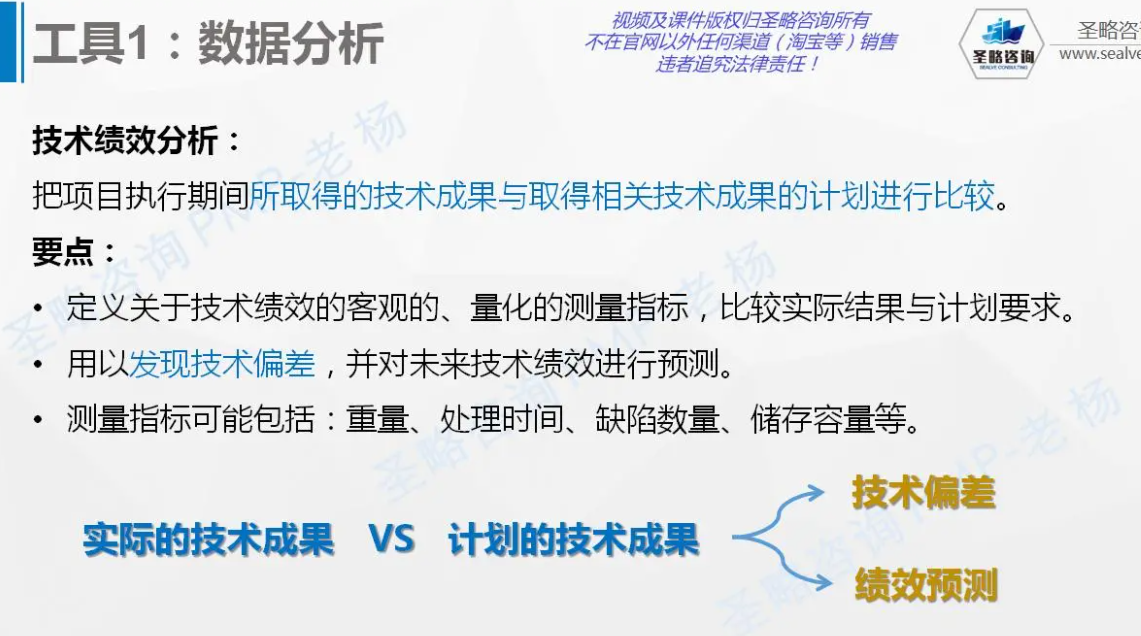 工具1：数据分析
视频及课件版权归圣略咨询所有
不在官网以外任何渠道（淘宝等）销售
违者追究法律责任！
圣略咨询
SEALVE CONSULTING
圣略咨
www.sealve
技术绩效分析：
把项目执行期间所取得的技术成果与取得相关技术成果的计划进行比较。
要点：
• 定义关于技术绩效的客观的、量化的测量指标，比较实际结果与计划要求。
• 用以发现技术偏差，并对未来技术绩效进行预测。
• 测量指标可能包括：重量、处理时间、缺陷数量、储存容量等。
实际的技术成果 VS 计划的技术成果
技术偏差
绩效预测
圣略咨询PMP-老杨
圣略咨询PMP-老杨
圣略咨询PMP-老杨